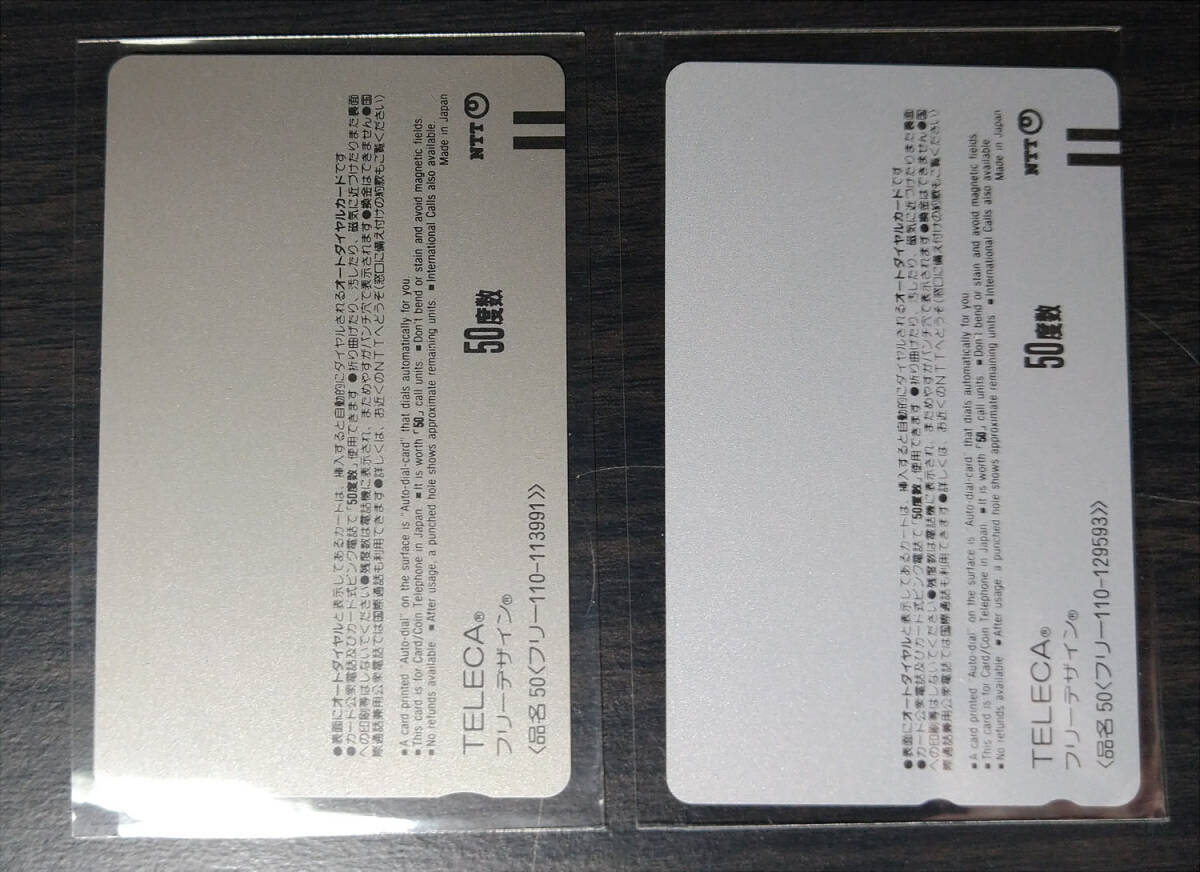 TELECA®
フリーデザイン®
〈品名 50〈フリー110-113991〉〉
50度数
NTT
●表面にオートダイヤルと表示してあるカードは、挿入すると自動的にダイヤルされるオートダイヤルカードです
●カード公衆電話及びカード式ピンク電話で「50度数」使用できます●折り曲げたり、汚したり、磁気に近づけたりまた裏面
への印刷等はしないでください●残度数は電話機に表示され、まためやすがパンチ穴で表示されます●換金はできません●国
際通話兼用公衆電話では国際通話も利用できます●詳しくは、お近くのNTTへどうぞ(窓口に備え付けの約款もご覧ください)
■A card printed "Auto-dial" on the surface is "Auto-dial-card" that dials automatically for you.
■This card is for Card/Coin Telephone in Japan ■It is worth「50」call units ■Don't bend or stain and avoid magnetic fields
■No refunds available. ■After usage, a punched hole shows approximate remaining units ■International Calls also available.
Made in Japan
TELECA®
フリーデザイン®
〈品名 50〈フリー110-129593〉〉
50度数
NTT
●表面にオートダイヤルと表示してあるカードは、挿入すると自動的にダイヤルされるオートダイヤルカードです
●カード公衆電話及びカード式ピンク電話で「50度数」使用できます●折り曲げたり、汚したり、磁気に近づけたりまた裏面
への印刷等はしないでください●残度数は電話機に表示され、まためやすがパンチ穴で表示されます●換金はできません●国
際通話兼用公衆電話では国際通話も利用できます●詳しくは、お近くのNTTへどうぞ(窓口に備え付けの約款もご覧ください)
■A card printed "Auto-dial" on the surface is "Auto-dial-card" that dials automatically for you
■This card is for Card/Coin Telephone in Japan ■It is worth「50」call units ■Don't bend or stain and avoid magnetic fields
■No refunds available ■After usage, a punched hole shows approximate remaining units ■International Calls also available
Made in Japan